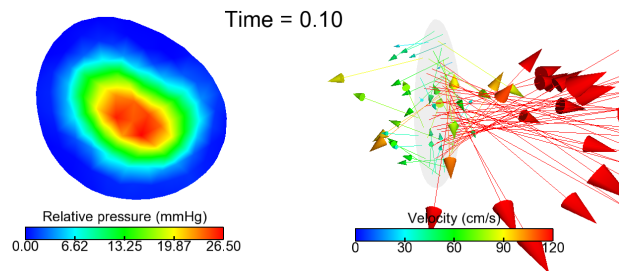 Time = 0.10
Relative pressure (mmHg)
0.00 6.62 13.25 19.87 26.50
Velocity (cm/s)
0 30 60 90 120